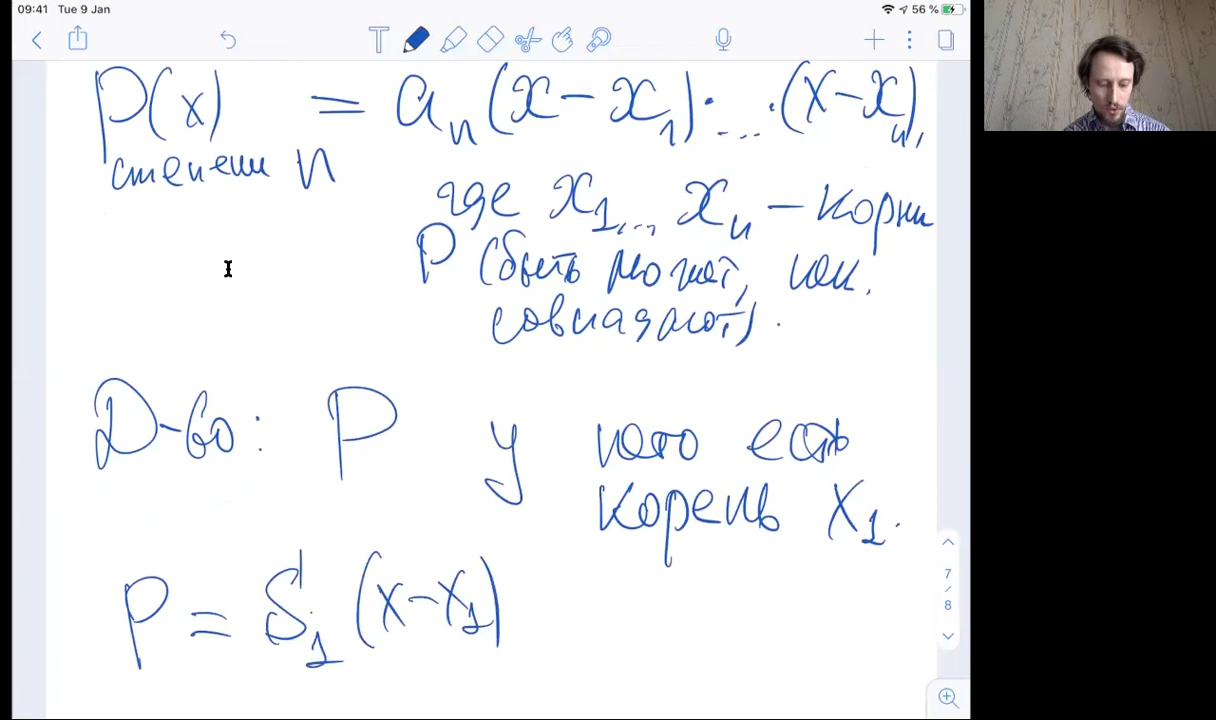 09:41 Tue 9 Jan
56 %
T
P(x) = aₙ(x − x₁)· … ·(x − xₙ),
степени n
где x₁,… xₙ – корни
P (быть может,
совпадают).
Д-во: P у него есть
корень x₁.
P = S₁ (x−x₁)
7
/
8